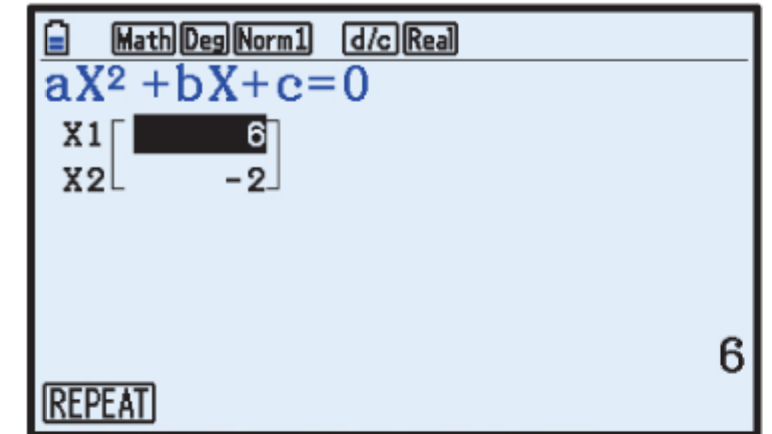 Math Deg Norm1 d/c Real
aX² +bX+c=0
X1 6
X2 -2
6
REPEAT